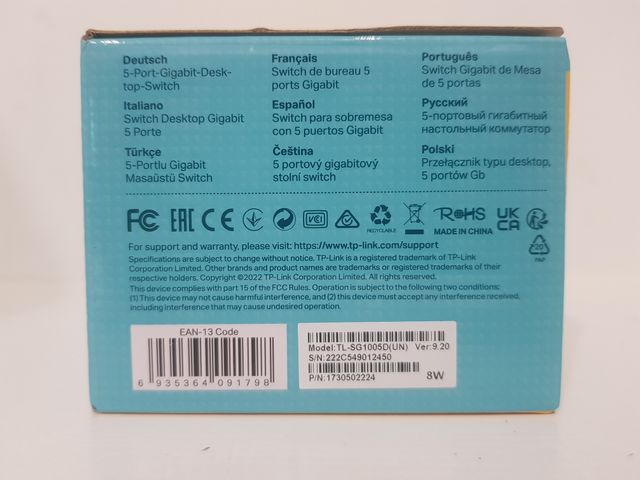 Deutsch
5-Port-Gigabit-Desk-
top-Switch
Français
Switch de bureau 5
ports Gigabit
Português
Switch Gigabit de Mesa
de 5 portas
Italiano
Switch Desktop Gigabit
5 Porte
Español
Switch para sobremesa
con 5 puertos Gigabit
Русский
5-портовый гигабитный
настольный коммутатор
Türkçe
5-Portlu Gigabit
Masaüstü Switch
Čeština
5 portový gigabitový
stolní switch
Polski
Przełącznik typu desktop,
5 portów Gb
FC EAC CE VCI RECYCLABLE RoHS MADE IN CHINA UK CA
20
PAP
For support and warranty, please visit: https://www.tp-link.com/support
Specifications are subject to change without notice. TP-Link is a registered trademark of TP-Link
Corporation Limited. Other brands and product names are trademarks or registered trademarks of their
respective holders. Copyright ©2022 TP-Link Corporation Limited. All rights reserved.
This device complies with part 15 of the FCC Rules. Operation is subject to the following two conditions:
(1) This device may not cause harmful interference, and (2) this device must accept any interference received,
including interference that may cause undesired operation.
EAN-13 Code
6 935364 091798
Model:TL-SG1005D(UN) Ver:9.20
S/N:222C549012450
P/N:1730502224
8W